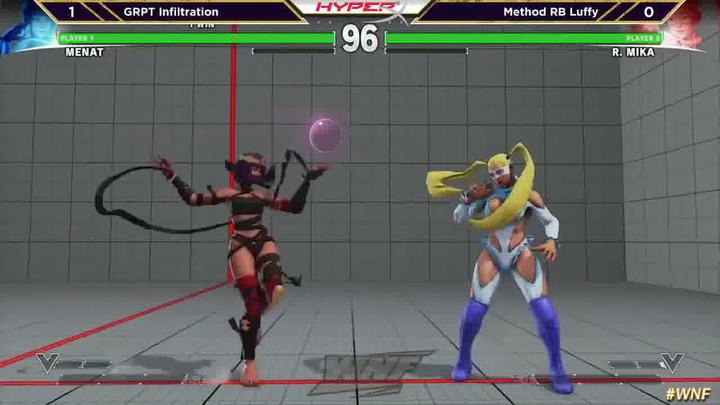 1 GRPT Infiltration HYPER Method RB Luffy 0
1 WIN
PLAYER 1 96 PLAYER 2
MENAT R. MIKA
V V
WNF
#WNF